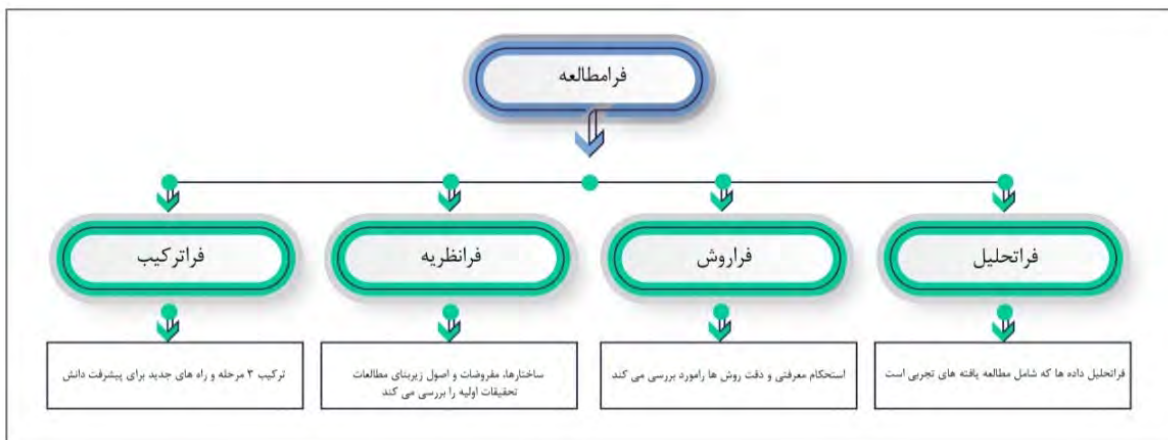 فرامطالعه
فراتحلیل
فراروش
فرانظریه
فراترکیب
فراتحلیل داده ها که شامل مطالعه یافته های تجربی است
استحکام معرفتی و دقت روش ها رامورد بررسی می کند
ساختارها، مفروضات و اصول زیربنای مطالعات
تحقیقات اولیه را بررسی می کند
ترکیب ۳ مرحله و راه های جدید برای پیشرفت دانش